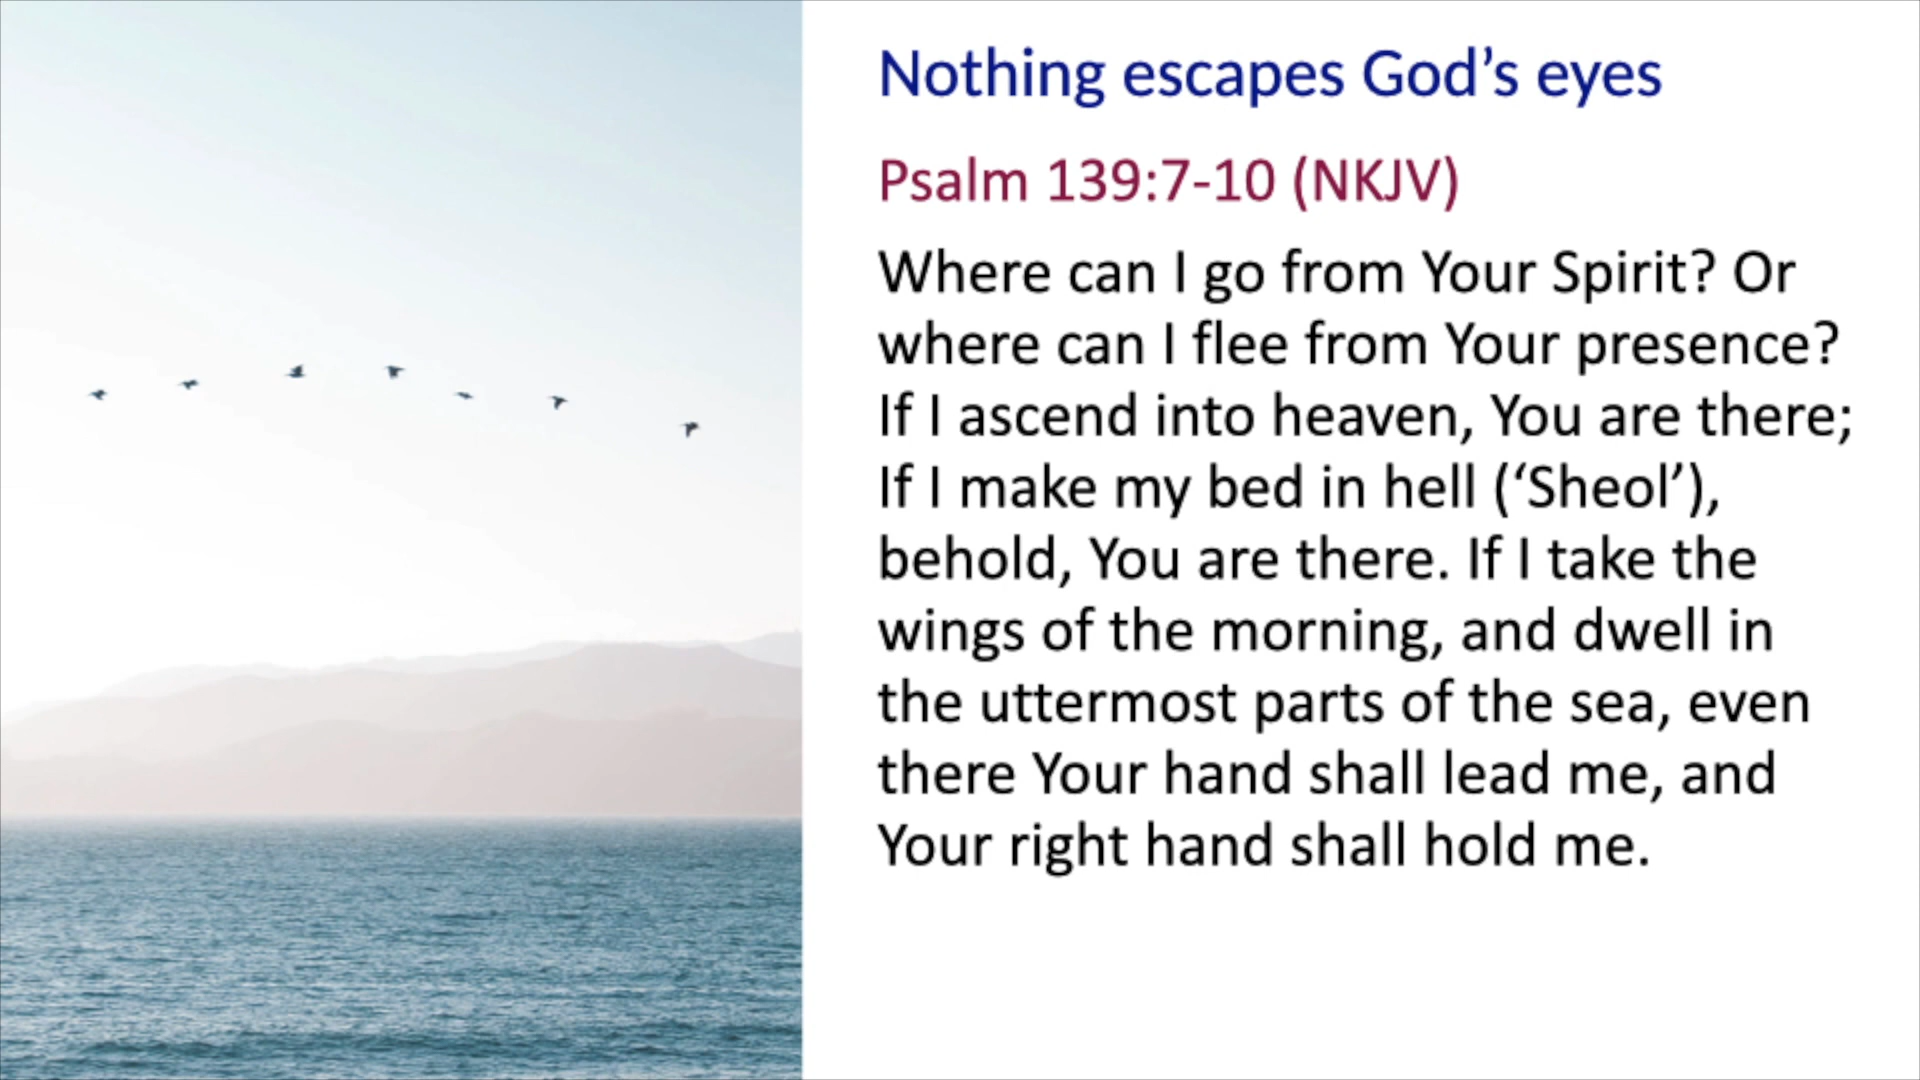 Nothing escapes God’s eyes
Psalm 139:7-10 (NKJV)
Where can I go from Your Spirit? Or
where can I flee from Your presence?
If I ascend into heaven, You are there;
If I make my bed in hell (‘Sheol’),
behold, You are there. If I take the
wings of the morning, and dwell in
the uttermost parts of the sea, even
there Your hand shall lead me, and
Your right hand shall hold me.